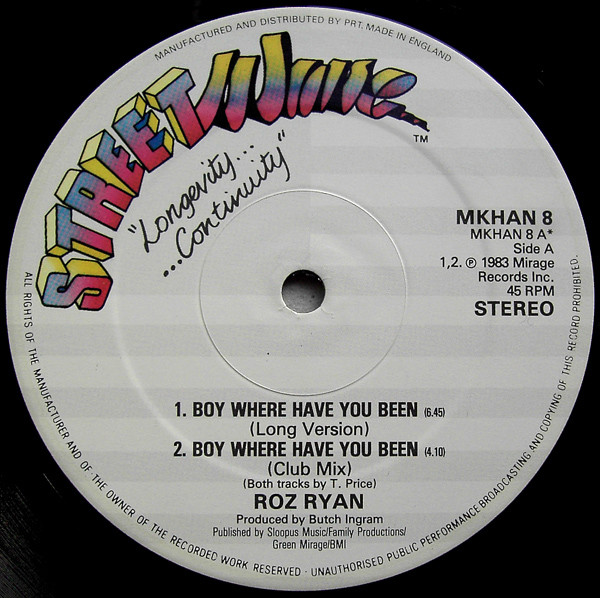 MANUFACTURED AND DISTRIBUTED BY PRT, MADE IN ENGLAND
STREET Wave
TM
"Longevity...
...Continuity"
MKHAN 8
MKHAN 8 A*
Side A
1,2. ℗ 1983 Mirage
Records Inc.
45 RPM
STEREO
1. BOY WHERE HAVE YOU BEEN (6.45)
(Long Version)
2. BOY WHERE HAVE YOU BEEN (4.10)
(Club Mix)
(Both tracks by T. Price)
ROZ RYAN
Produced by Butch Ingram
Published by Sloopus Music/Family Productions/
Green Mirage/BMI
ALL RIGHTS OF THE MANUFACTURER AND OF THE OWNER OF THE RECORDED WORK RESERVED · UNAUTHORISED PUBLIC PERFORMANCE BROADCASTING AND COPYING OF THIS RECORD PROHIBITED.